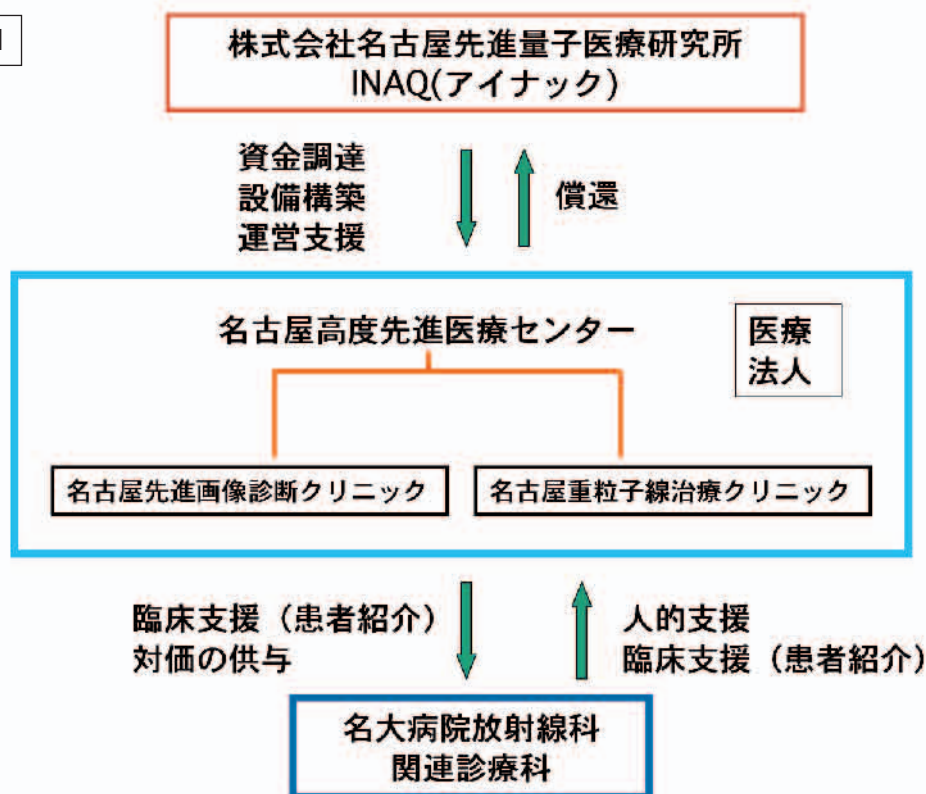 株式会社名古屋先進量子医療研究所
INAQ(アイナック)
資金調達
設備構築
運営支援
償還
名古屋高度先進医療センター
医療
法人
名古屋先進画像診断クリニック
名古屋重粒子線治療クリニック
臨床支援（患者紹介）
対価の供与
人的支援
臨床支援（患者紹介）
名大病院放射線科
関連診療科